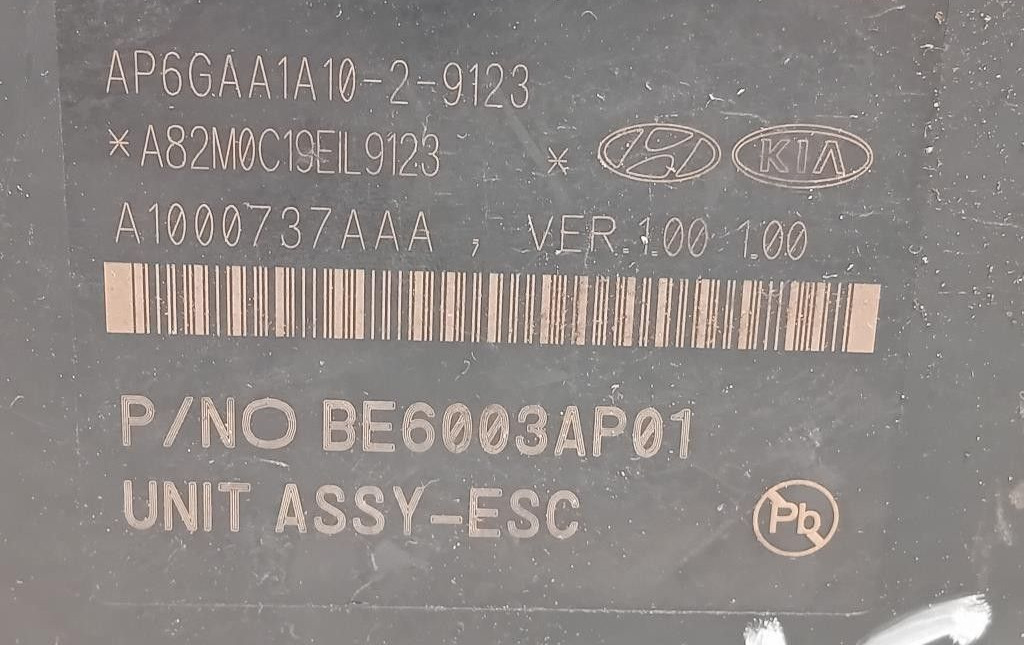 AP6GAA1A10-2-9123
*A82M0C19EIL9123 * KIA
A1000737AAA , VER.1.00 1.00
P/NO BE6003AP01
UNIT ASSY-ESC
Pb